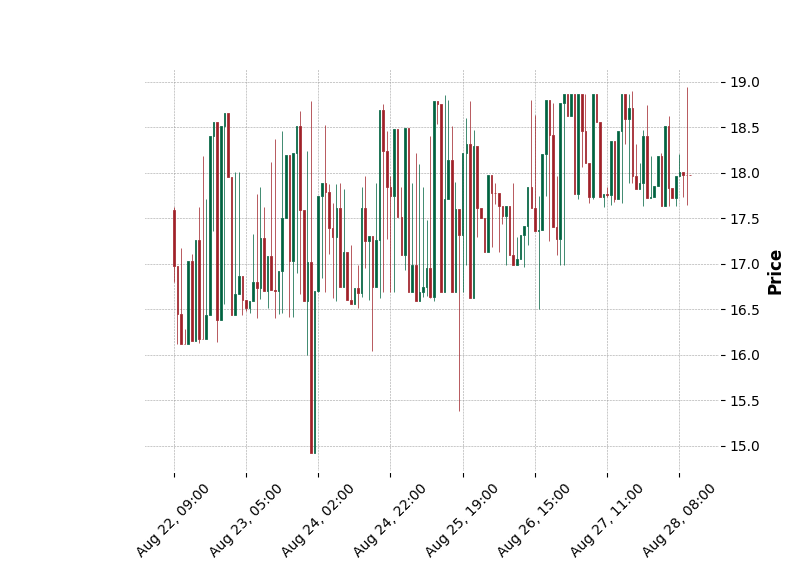 19.0
18.5
18.0
17.5
17.0
16.5
16.0
15.5
15.0
Price
Aug 22, 09:00
Aug 23, 05:00
Aug 24, 02:00
Aug 24, 22:00
Aug 25, 19:00
Aug 26, 15:00
Aug 27, 11:00
Aug 28, 08:00